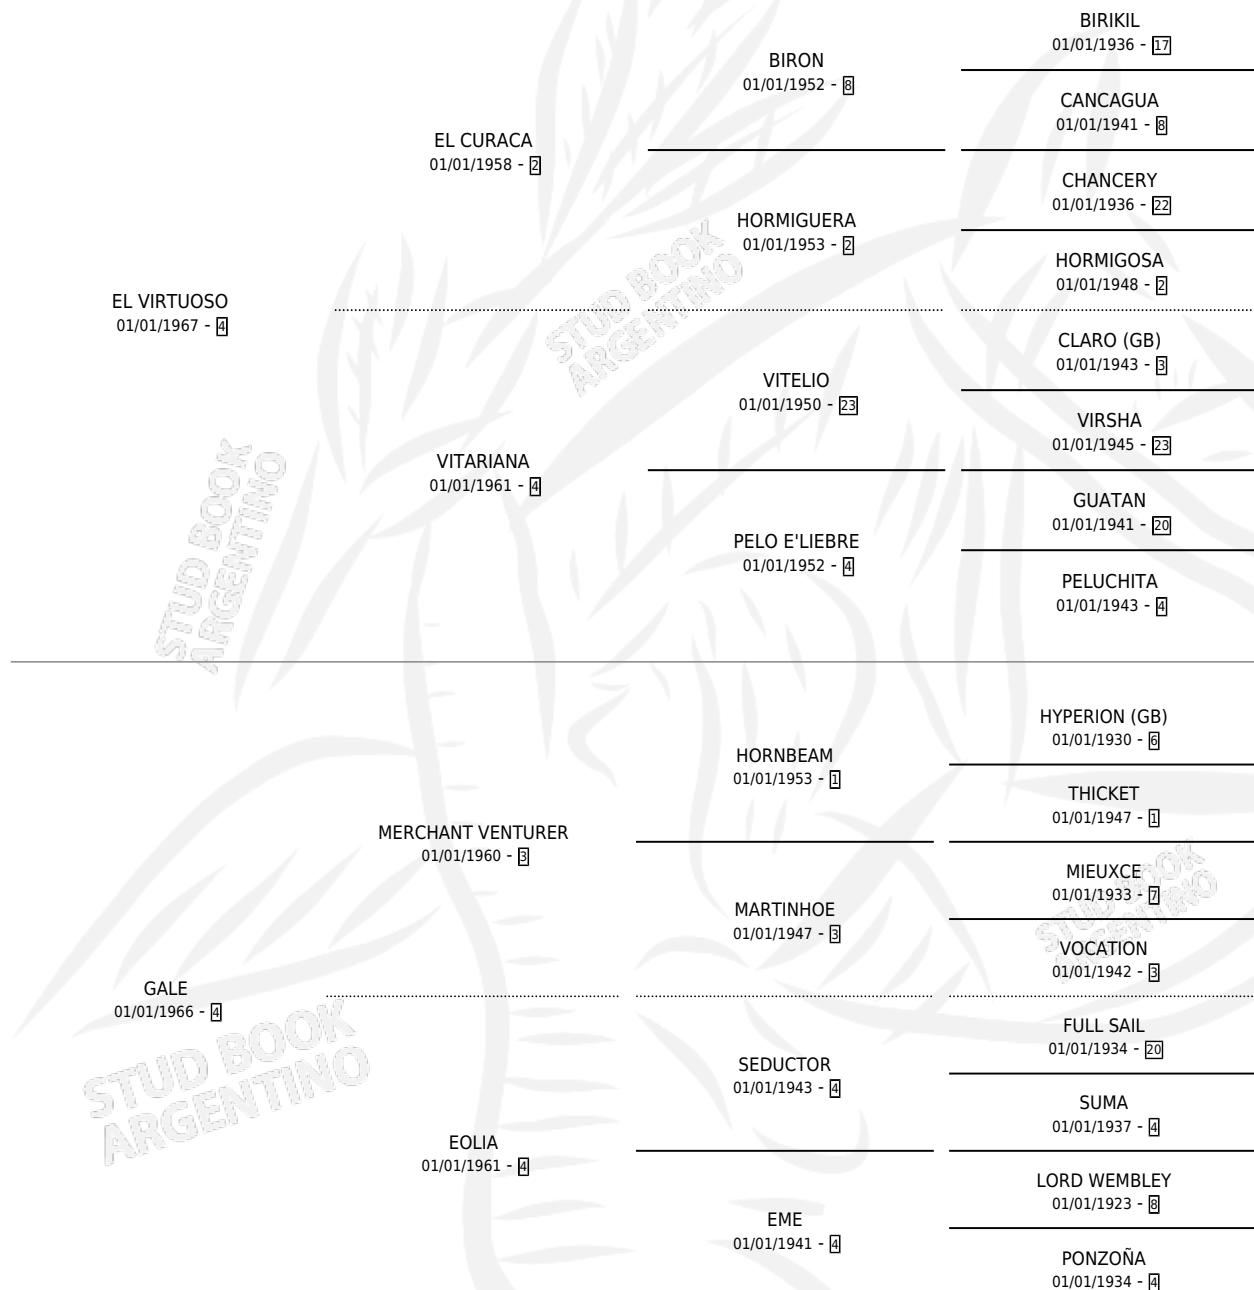 BIRIKIL
01/01/1936 - 17
BIRON
01/01/1952 - 8
CANCAGUA
01/01/1941 - 8
EL CURACA
01/01/1958 - 2
CHANCERY
01/01/1936 - 22
HORMIGUERA
01/01/1953 - 2
HORMIGOSA
01/01/1948 - 2
EL VIRTUOSO
01/01/1967 - 4
CLARO (GB)
01/01/1943 - 3
VITELIO
01/01/1950 - 23
VIRSHA
01/01/1945 - 23
VITARIANA
01/01/1961 - 4
GUATAN
01/01/1941 - 20
PELO E'LIEBRE
01/01/1952 - 4
PELUCHITA
01/01/1943 - 4
HYPERION (GB)
01/01/1930 - 6
HORNBEAM
01/01/1953 - 1
THICKET
01/01/1947 - 1
MERCHANT VENTURER
01/01/1960 - 3
MIEUXCE
01/01/1933 - 7
MARTINHOE
01/01/1947 - 3
VOCATION
01/01/1942 - 3
GALE
01/01/1966 - 4
FULL SAIL
01/01/1934 - 20
SEDUCTOR
01/01/1943 - 4
SUMA
01/01/1937 - 4
EOLIA
01/01/1961 - 4
LORD WEMBLEY
01/01/1923 - 8
EME
01/01/1941 - 4
PONZOÑA
01/01/1934 - 4
STUD BOOK
ARGENTINO
STUD BOOK
ARGENTINO
STUD BOOK
ARGENTINO
STUD BOOK
ARGENTINO